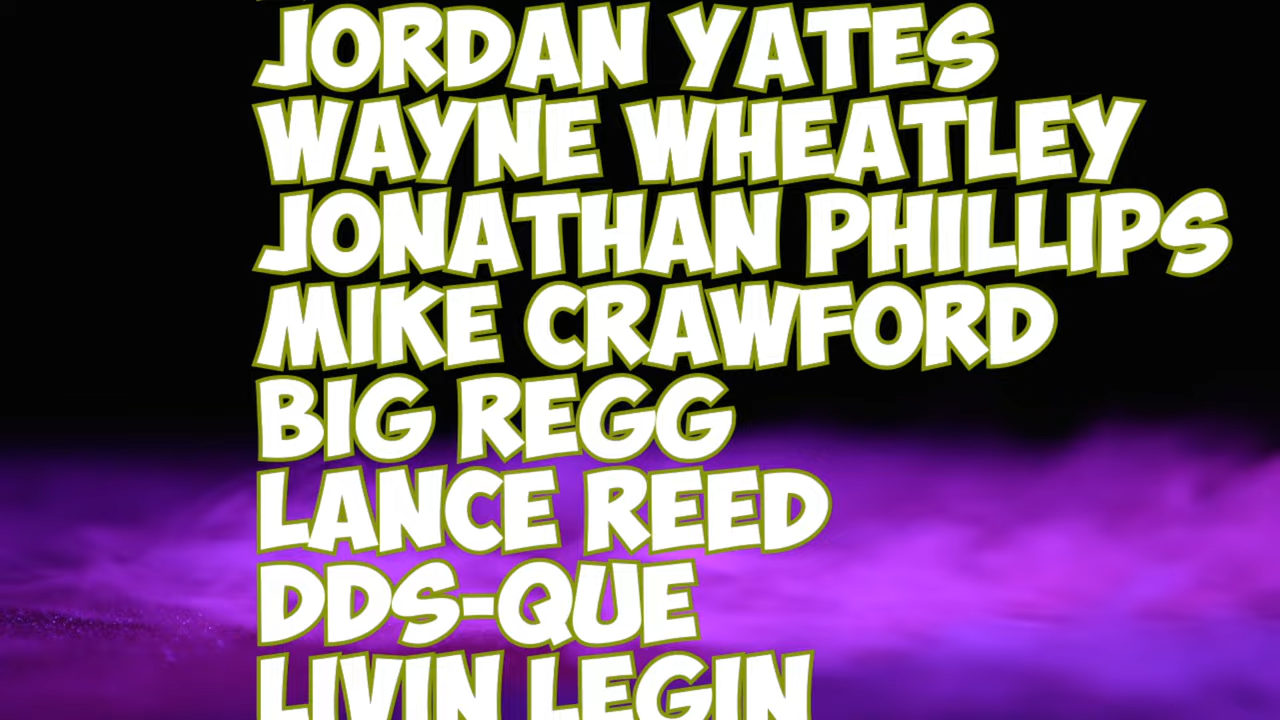 JORDAN YATES
WAYNE WHEATLEY
JONATHAN PHILLIPS
MIKE CRAWFORD
BIG REGG
LANCE REED
DDS-QUE
LIVIN LEGIN